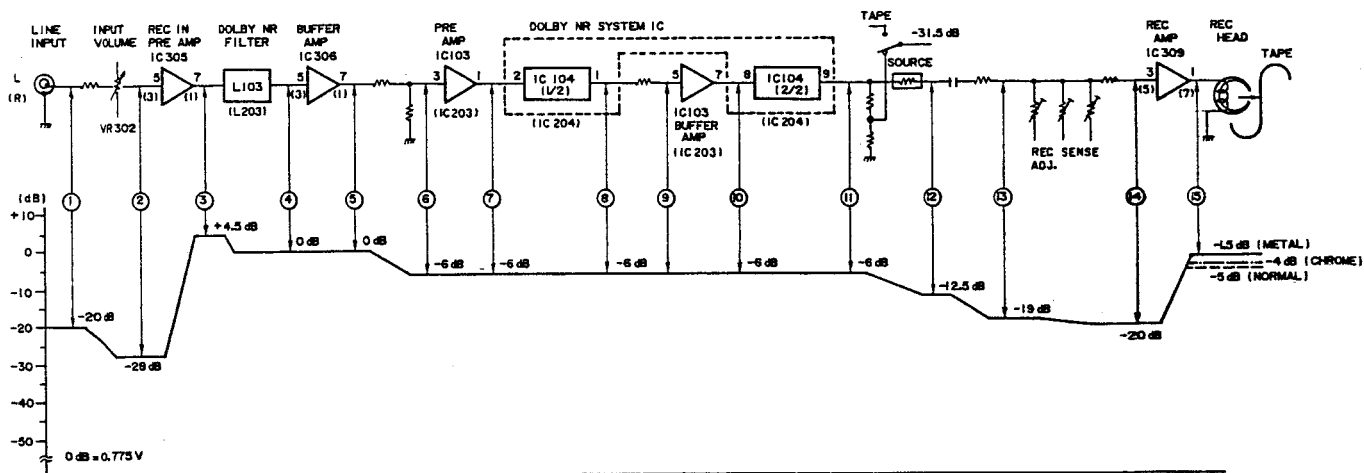 LINE INPUT
INPUT VOLUME
REC IN PRE AMP IC305
DOLBY NR FILTER
BUFFER AMP IC306
PRE AMP IC103
DOLBY NR SYSTEM IC
TAPE
-31.5 dB
SOURCE
REC AMP IC309
REC HEAD
TAPE
L
(R)
5
7
(3)
(1)
L103
(L203)
5
7
(3)
(1)
3
1
(IC203)
2
IC104
(1/2)
1
(IC204)
5
7
IC103
BUFFER
AMP
(IC203)
8
IC104
(2/2)
9
(IC204)
3
1
(5)
(7)
VR302
REC SENSE
ADJ.
1
2
3
4
5
6
7
8
9
10
11
12
13
14
15
(dB)
+10
0
-10
-20
-30
-40
-50
-20 dB
-28 dB
+4.5 dB
0 dB
0 dB
-6 dB
-6 dB
-6 dB
-6 dB
-6 dB
-6 dB
-12.5 dB
-19 dB
-20 dB
-1.5 dB (METAL)
-4 dB (CHROME)
-5 dB (NORMAL)
0 dB = 0.775 V